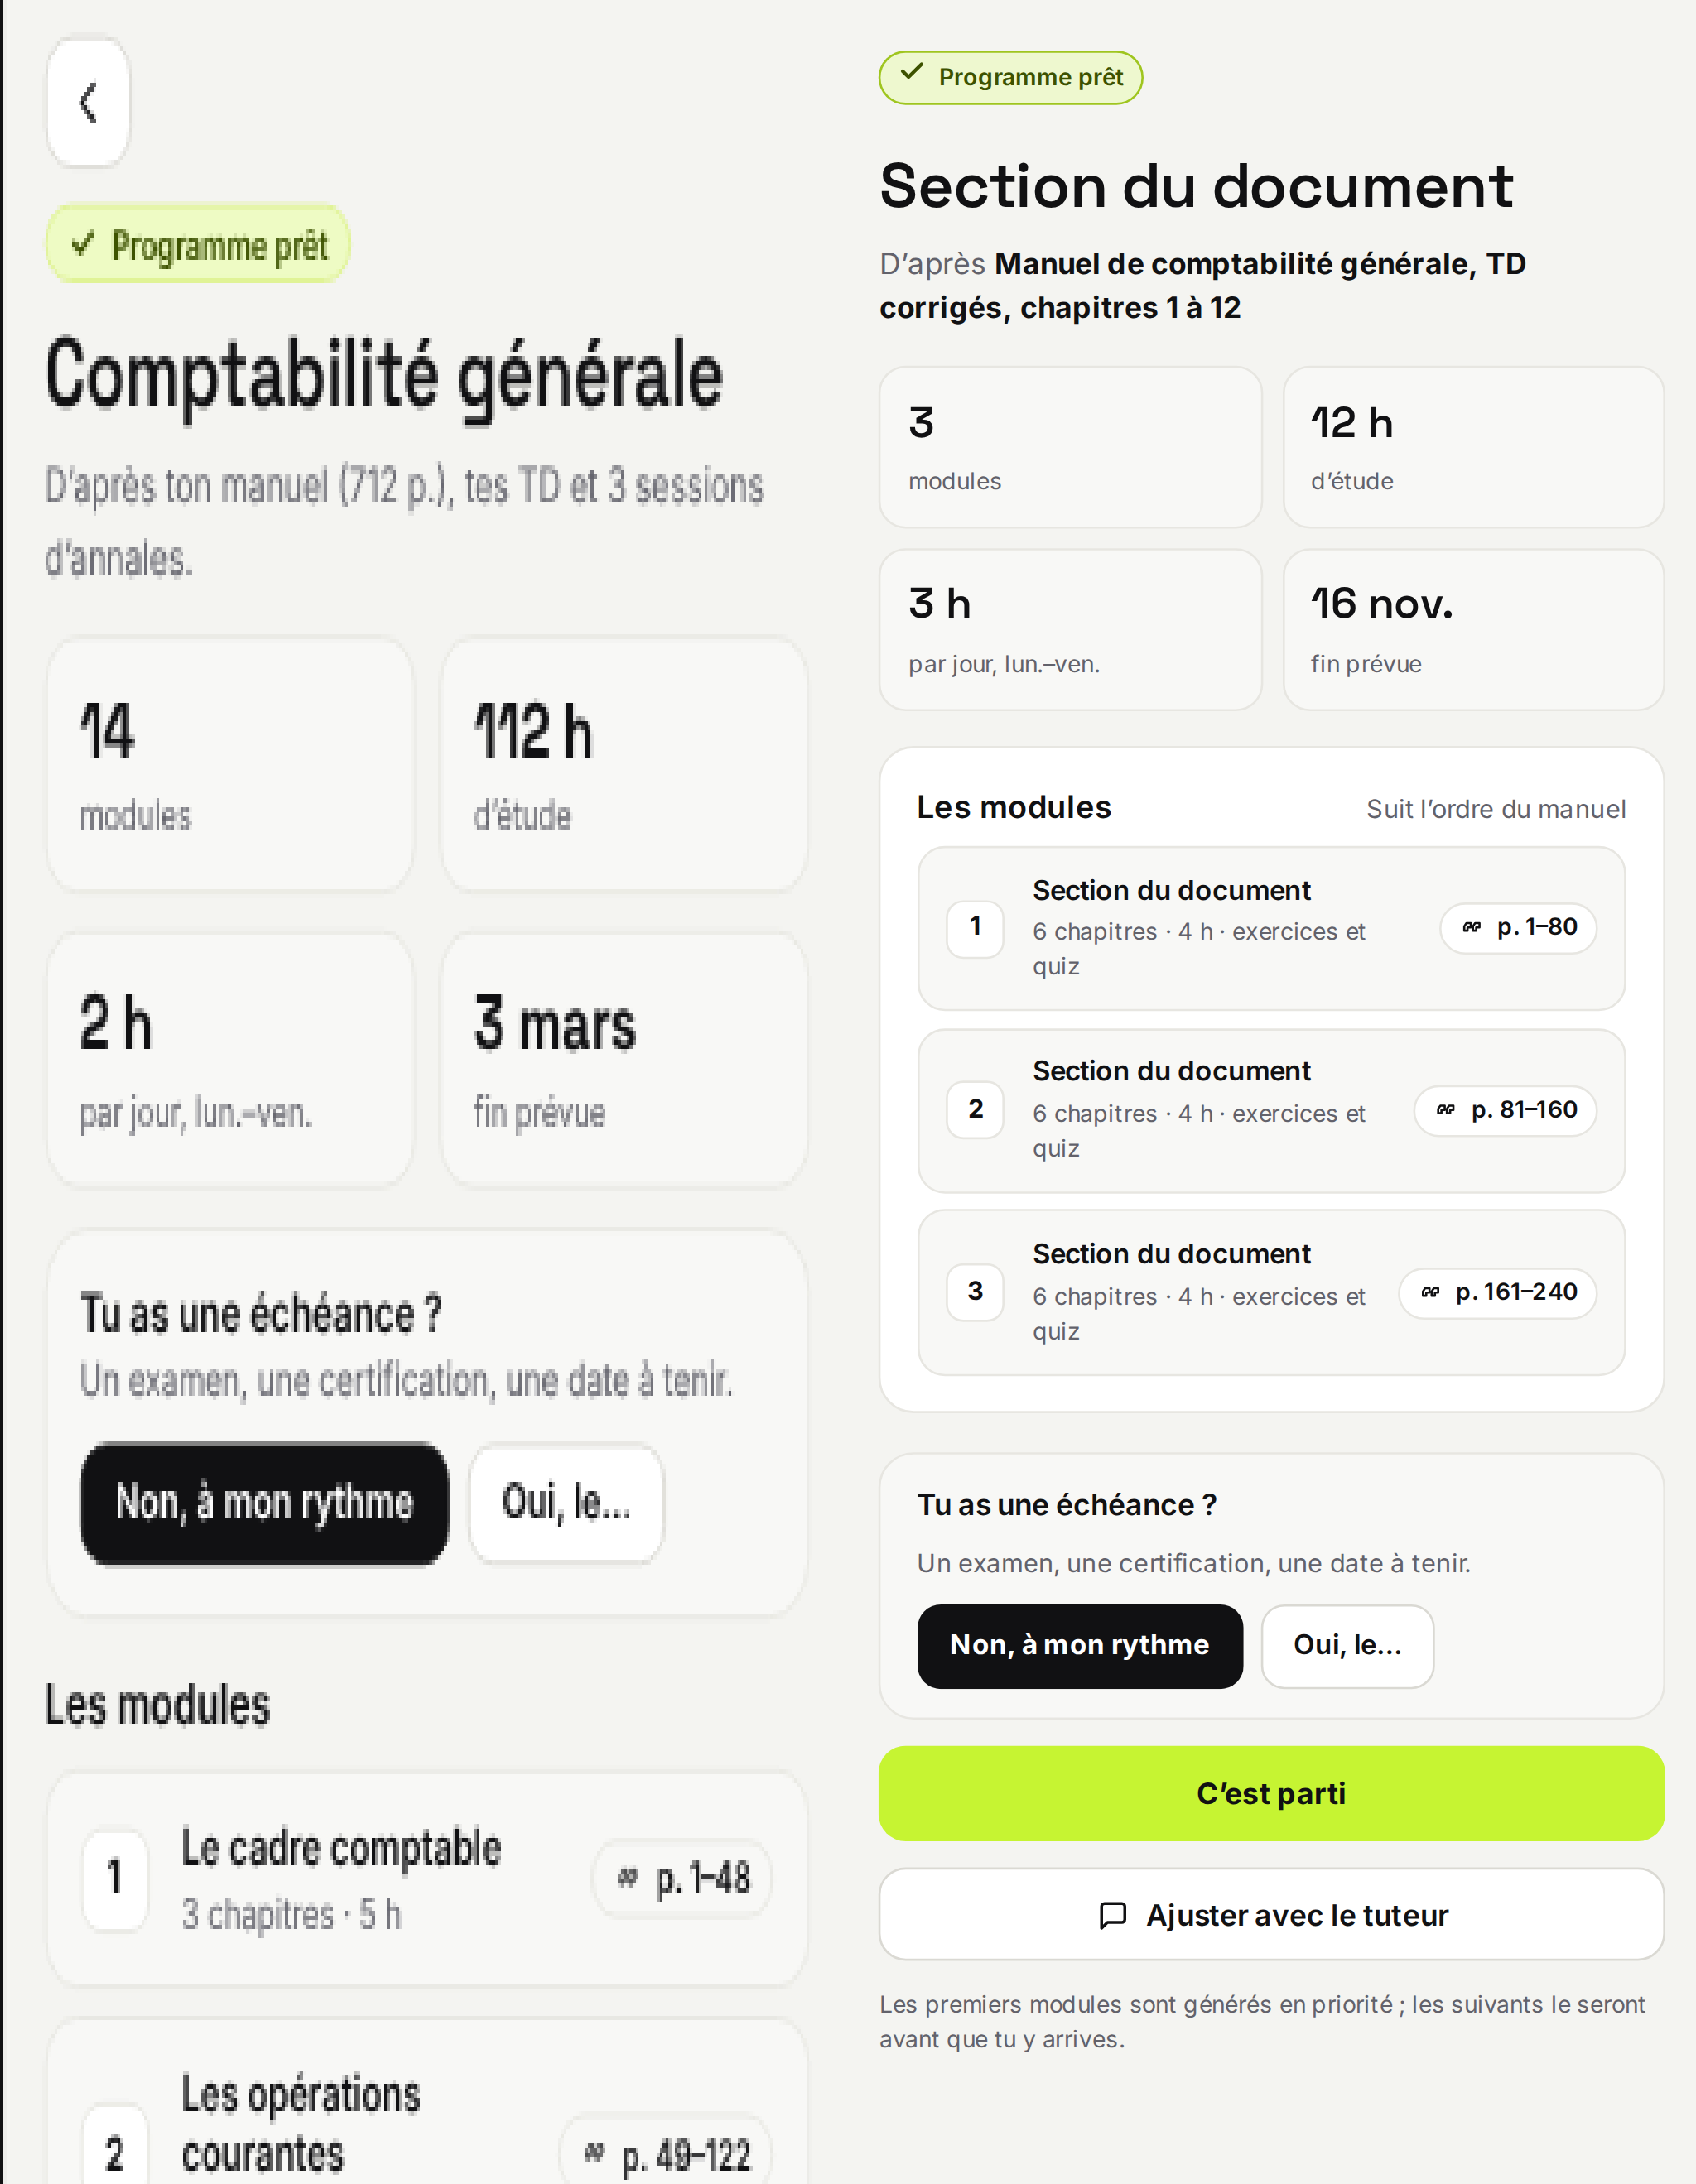 Programme prêt
Comptabilité générale
D'après ton manuel (712 p.), tes TD et 3 sessions
d'annales.
14
modules
112 h
d'étude
2 h
par jour, lun.–ven.
3 mars
fin prévue
Tu as une échéance ?
Un examen, une certification, une date à tenir.
Non, à mon rythme
Oui, le...
Les modules
1
Le cadre comptable
3 chapitres · 5 h
p. 1–48
2
Les opérations
courantes
p. 49–122
Programme prêt
Section du document
D’après Manuel de comptabilité générale, TD
corrigés, chapitres 1 à 12
3
modules
12 h
d’étude
3 h
par jour, lun.–ven.
16 nov.
fin prévue
Les modules
Suit l’ordre du manuel
1
Section du document
6 chapitres · 4 h · exercices et
quiz
p. 1–80
2
Section du document
6 chapitres · 4 h · exercices et
quiz
p. 81–160
3
Section du document
6 chapitres · 4 h · exercices et
quiz
p. 161–240
Tu as une échéance ?
Un examen, une certification, une date à tenir.
Non, à mon rythme
Oui, le...
C’est parti
Ajuster avec le tuteur
Les premiers modules sont générés en priorité ; les suivants le seront
avant que tu y arrives.